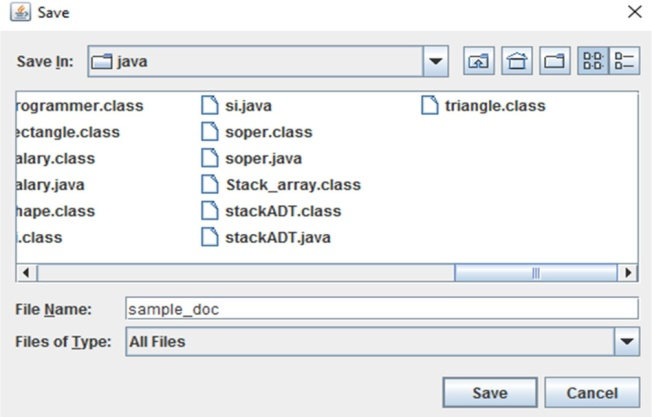 Save
Save In: java
rogrammer.class si.java triangle.class
ectangle.class soper.class
alary.class soper.java
alary.java Stack_array.class
hape.class stackADT.class
i.class stackADT.java
File Name: sample_doc
Files of Type: All Files
Save Cancel